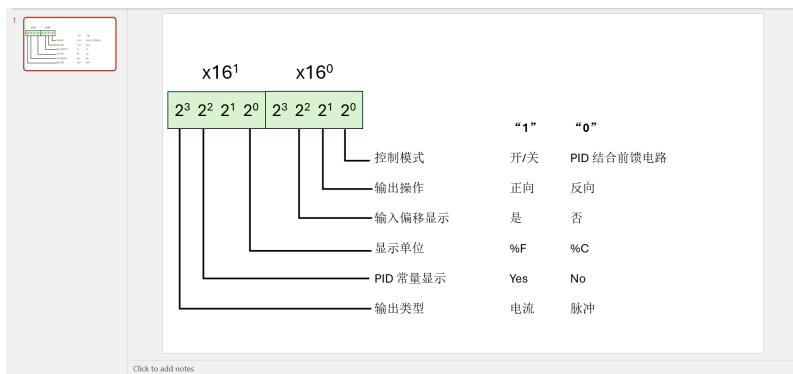 1
x16¹ x16⁰
2³ 2² 2¹ 2⁰ 2³ 2² 2¹ 2⁰
“1” “0”
控制模式 开/关 PID 结合前馈电路
输出操作 正向 反向
输入偏移显示 是 否
显示单位 %F %C
PID 常量显示 Yes No
输出类型 电流 脉冲
Click to add notes